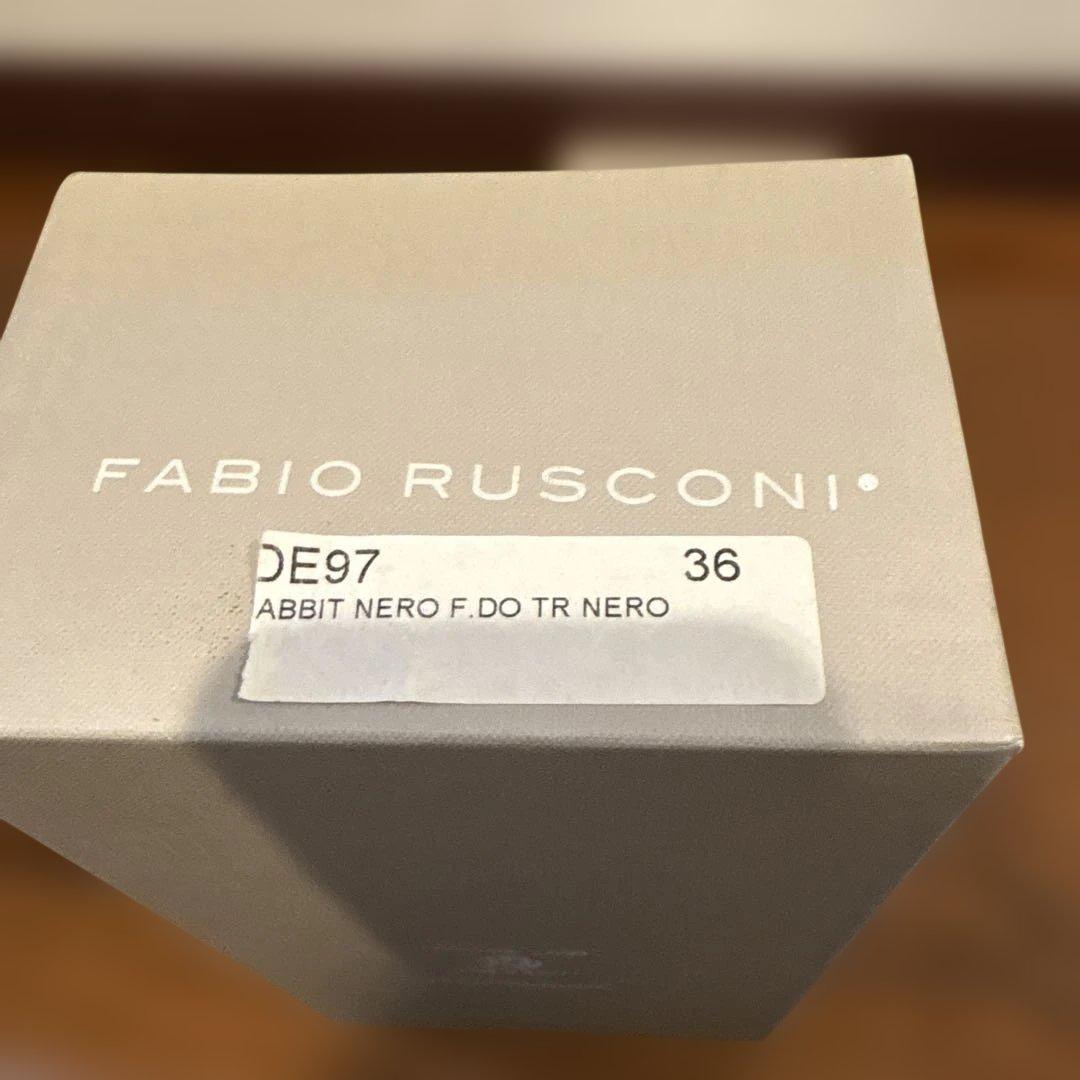 FABIO RUSCONI
DE97 36
ABBIT NERO F.DO TR NERO